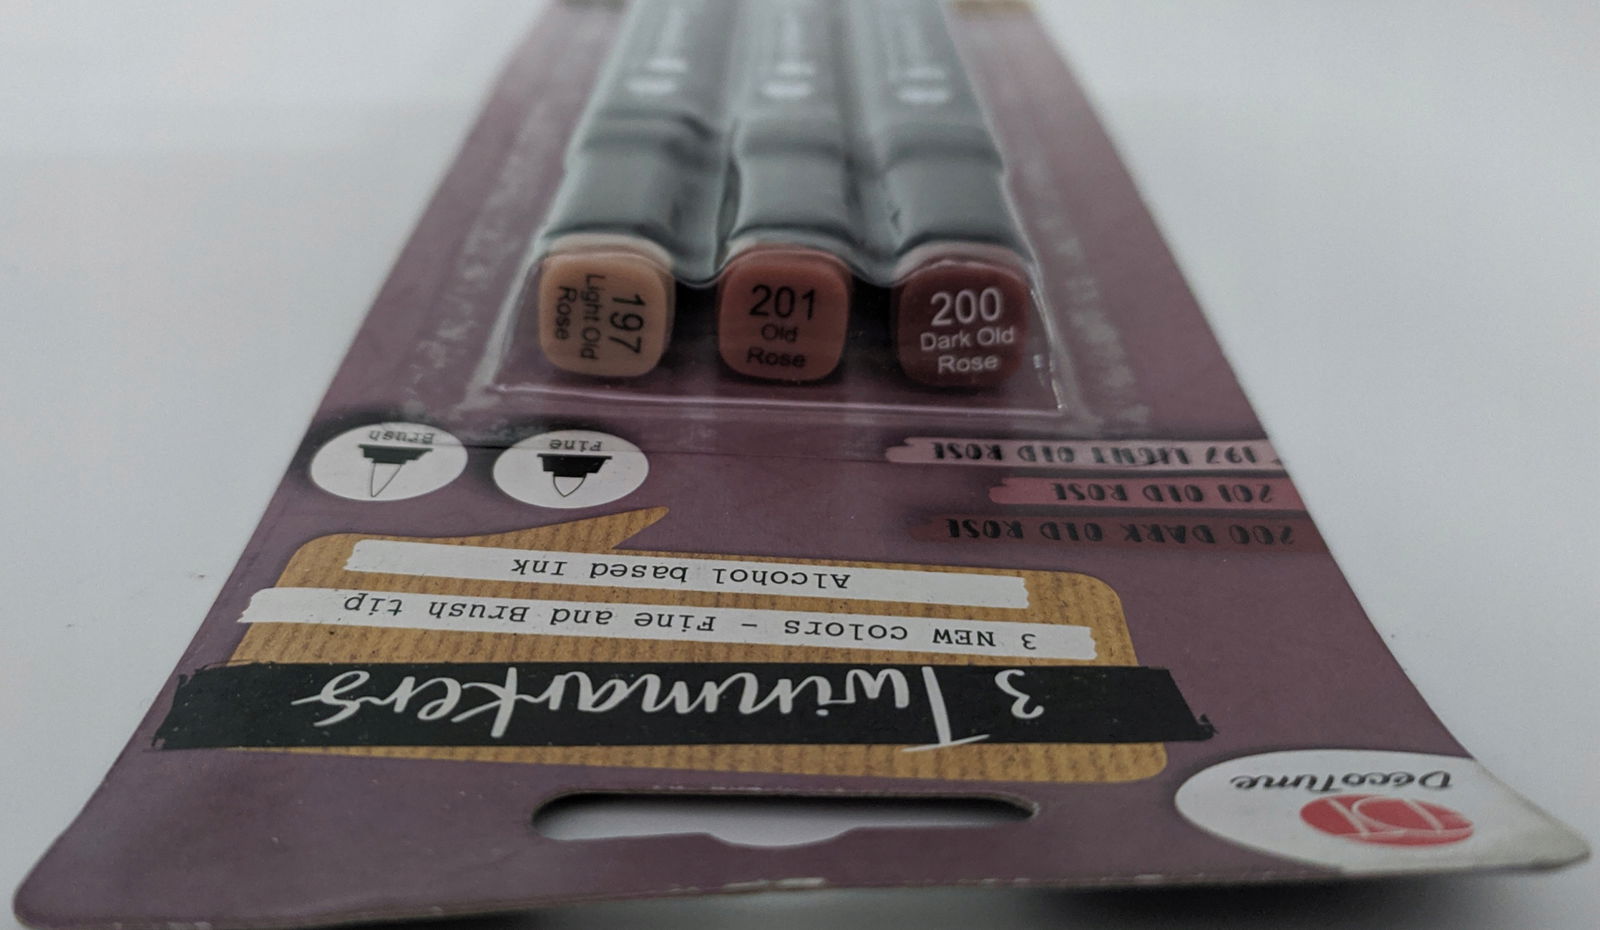 DécoTime
3 Twinmarkers
3 NEW colors - Fine and Brush tip
Alcohol based Ink
200 DARK OLD ROSE
201 OLD ROSE
197 LIGHT OLD ROSE
Fine
Brush
197
Light Old
Rose
201
Old
Rose
200
Dark Old
Rose